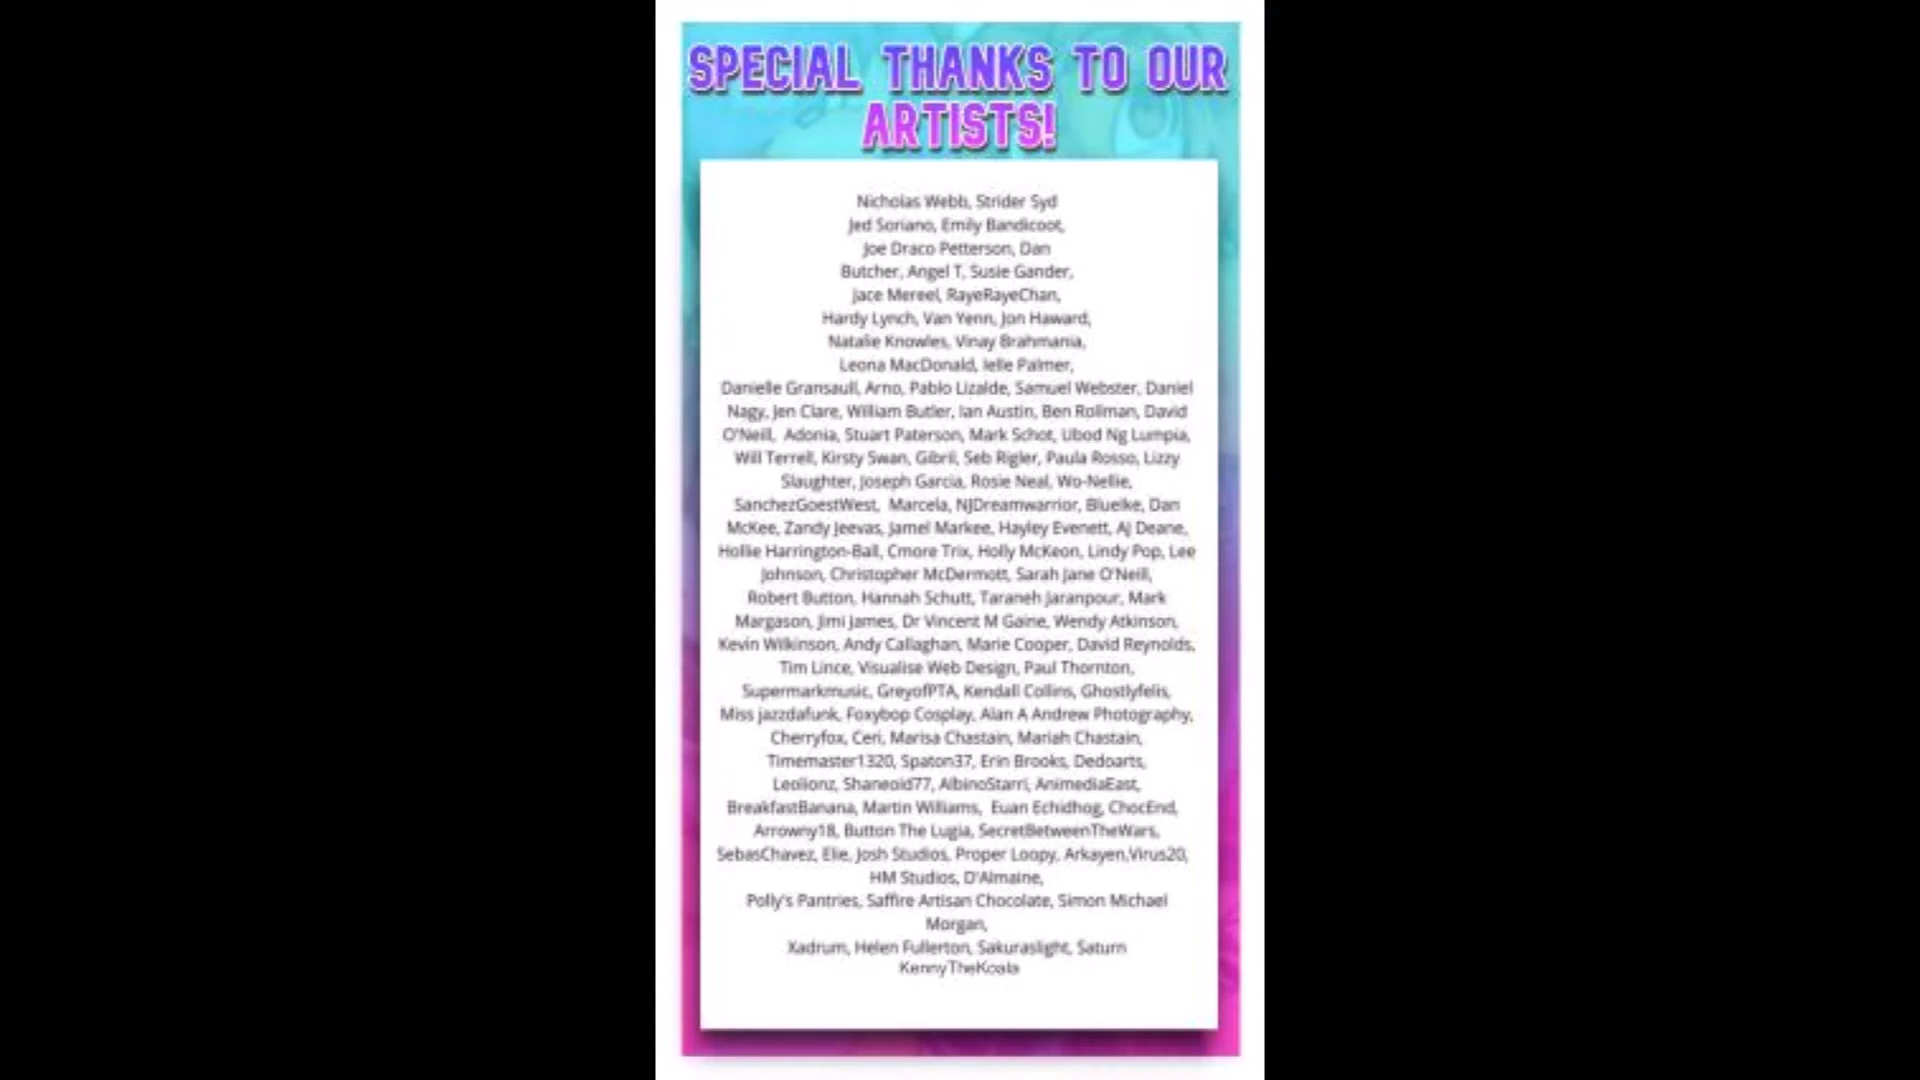 SPECIAL THANKS TO OUR
ARTISTS!
Nicholas Webb, Strider Syd
Jed Soriano, Emily Bandicoot,
Joe Draco Petterson, Dan
Butcher, Angel T, Susie Gander,
Jace Mereel, RayeRayeChan,
Hardy Lynch, Van Yenn, Jon Haward,
Natalie Knowles, Vinay Brahmania,
Leona MacDonald, Ielle Palmer,
Danielle Gransaull, Arno, Pablo Lizalde, Samuel Webster, Daniel
Nagy, Jen Clare, William Butler, Ian Austin, Ben Rollman, David
O'Neill,  Adonia, Stuart Paterson, Mark Schot, Ubod Ng Lumpia,
Will Terrell, Kirsty Swan, Gibril, Seb Rigler, Paula Rosso, Lizzy
Slaughter, Joseph Garcia, Rosie Neal, Wo-Nellie,
SanchezGoestWest,  Marcela, NJDreamwarrior, Bluelke, Dan
McKee, Zandy Jeevas, Jamel Markee, Hayley Evenett, AJ Deane,
Hollie Harrington-Ball, Cmore Trix, Holly McKeon, Lindy Pop, Lee
Johnson, Christopher McDermott, Sarah Jane O'Neill,
Robert Button, Hannah Schutt, Taraneh Jaranpour, Mark
Margason, Jimi James, Dr Vincent M Gaine, Wendy Atkinson,
Kevin Wilkinson, Andy Callaghan, Marie Cooper, David Reynolds,
Tim Lince, Visualise Web Design, Paul Thornton,
Supermarkmusic, GreyofPTA, Kendall Collins, Ghostlyfelis,
Miss jazzdafunk, Foxybop Cosplay, Alan A Andrew Photography,
Cherryfox, Ceri, Marisa Chastain, Mariah Chastain,
Timemaster1320, Spaton37, Erin Brooks, Dedoarts,
Leolionz, Shaneoid77, AlbinoStarri, AnimediaEast,
BreakfastBanana, Martin Williams,  Euan Echidhog, ChocEnd,
Arrowny18, Button The Lugia, SecretBetweenTheWars,
SebasChavez, Elie, Josh Studios, Proper Loopy, Arkayen,Virus20,
HM Studios, D'Almaine,
Polly's Pantries, Saffire Artisan Chocolate, Simon Michael
Morgan,
Xadrum, Helen Fullerton, Sakuraslight, Saturn
KennyTheKoala